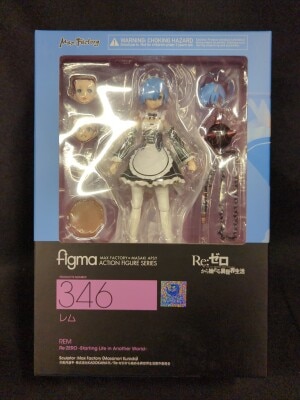 Max Factory
WARNING: CHOKING HAZARD
figma
MAX FACTORY × MASAKI APSY
ACTION FIGURE SERIES
Re:ゼロ
から始める異世界生活
346
レム
REM
Re:ZERO -Starting Life in Another World-